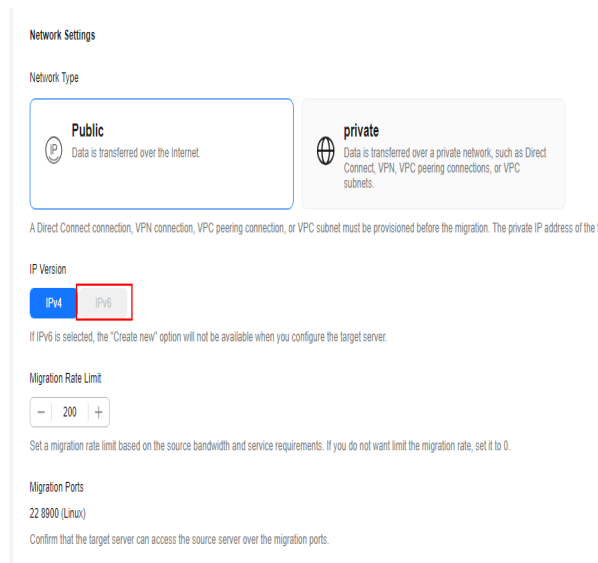 Network Settings
Network Type
IP
Public
Data is transferred over the Internet.
private
Data is transferred over a private network, such as Direct
Connect, VPN, VPC peering connections, or VPC
subnets.
A Direct Connect connection, VPN connection, VPC peering connection, or VPC subnet must be provisioned before the migration. The private IP address of the
IP Version
IPv4 IPv6
If IPv6 is selected, the "Create new" option will not be available when you configure the target server.
Migration Rate Limit
− 200 +
Set a migration rate limit based on the source bandwidth and service requirements. If you do not want limit the migration rate, set it to 0.
Migration Ports
22 8900 (Linux)
Confirm that the target server can access the source server over the migration ports.